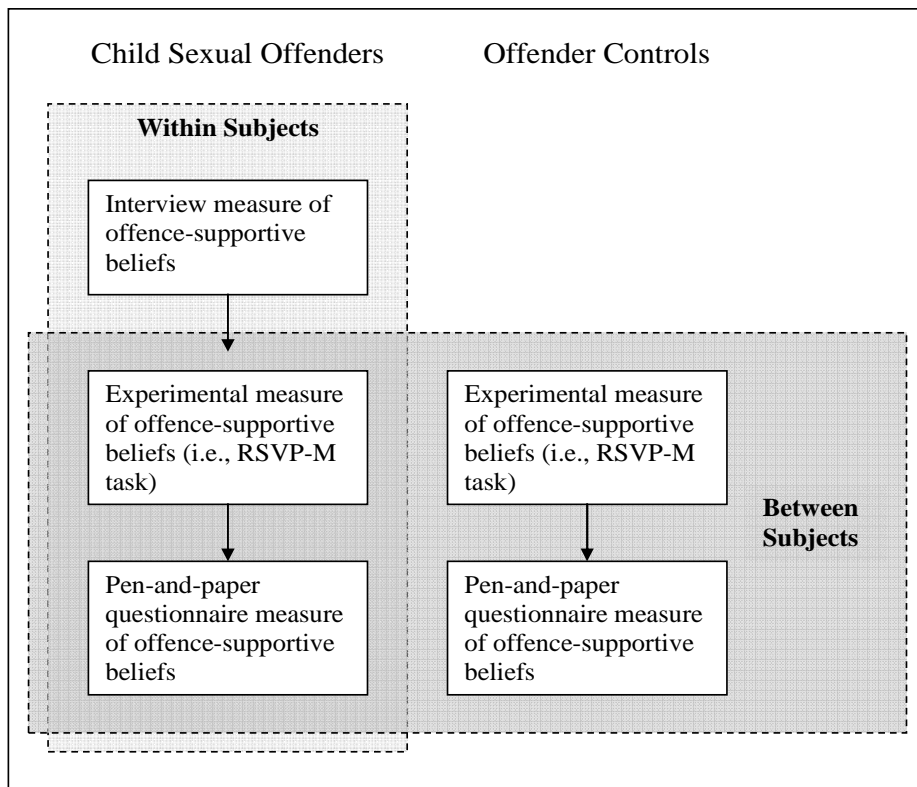 Child Sexual Offenders
Offender Controls
Within Subjects
Interview measure of
offence-supportive
beliefs
Experimental measure
of offence-supportive
beliefs (i.e., RSVP-M
task)
Experimental measure
of offence-supportive
beliefs (i.e., RSVP-M
task)
Between
Subjects
Pen-and-paper
questionnaire measure
of offence-supportive
beliefs
Pen-and-paper
questionnaire measure
of offence-supportive
beliefs